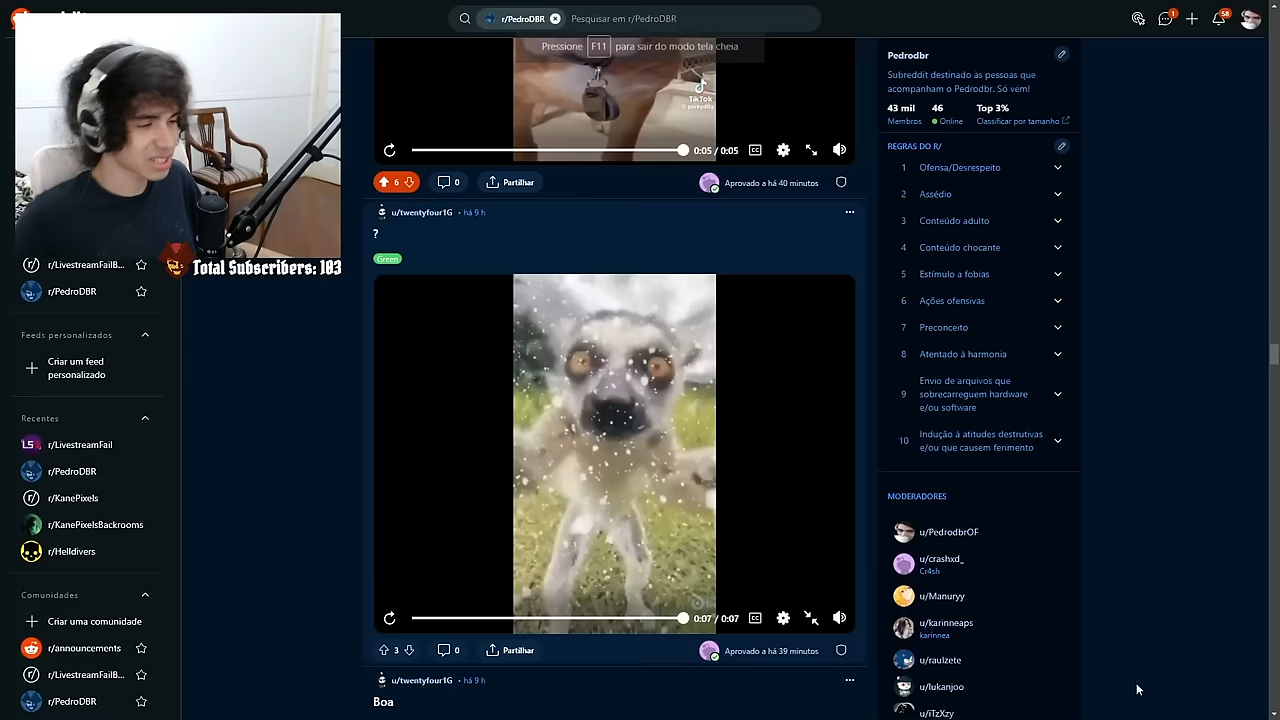 r/PedroDBR
Pesquisar em r/PedroDBR
1
58
Pressione F11 para sair do modo tela cheia
Total Subscribers: 183
r/LivestreamFailB...
r/PedroDBR
Feeds personalizados
Criar um feed
personalizado
Recentes
r/LivestreamFail
r/PedroDBR
r/KanePixels
r/KanePixelsBackrooms
r/Helldivers
Comunidades
Criar uma comunidade
r/announcements
r/LivestreamFailB...
r/PedroDBR
TikTok
0:05 / 0:05
6
0
Partilhar
Aprovado a há 40 minutos
u/twentyfour1G • há 9 h
?
Green
0:07 / 0:07
3
0
Partilhar
Aprovado a há 39 minutos
u/twentyfour1G • há 9 h
Boa
Pedrodbr
Subreddit destinado às pessoas que
acompanham o Pedrodbr. Só vem!
43 mil 46 Top 3%
Membros Online Classificar por tamanho
REGRAS DO R/
1 Ofensa/Desrespeito
2 Assédio
3 Conteúdo adulto
4 Conteúdo chocante
5 Estímulo a fobias
6 Ações ofensivas
7 Preconceito
8 Atentado à harmonia
9 Envio de arquivos que
sobrecarreguem hardware
e/ou software
10 Indução à atitudes destrutivas
e/ou que causem ferimento
MODERADORES
u/PedrodbrOF
u/crashxd_
Cr4sh
u/Manuryy
u/karinneaps
karinnea
u/raulzete
u/lukanjoo
u/iTzXzy